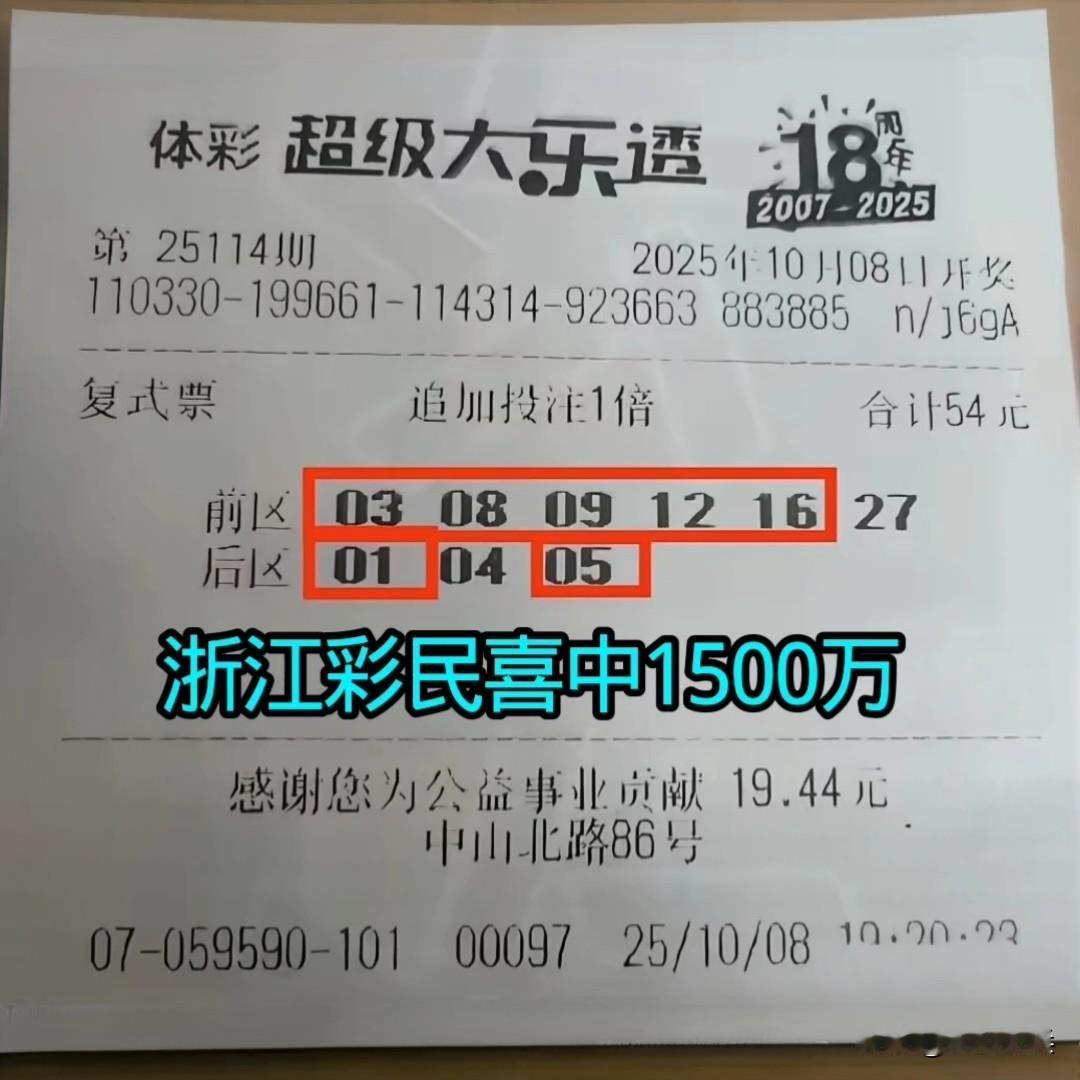 体彩 超级大乐透 18周年
2007-2025
第 25114期 2025年10月08日开奖
110330-199661-114314-923663 883885 n/j6gA
复式票 追加投注1倍 合计54元
前区 03 08 09 12 16 27
后区 01 04 05
浙江彩民喜中1500万
感谢您为公益事业贡献 19.44元
中山北路86号
07-059590-101 00097 25/10/08